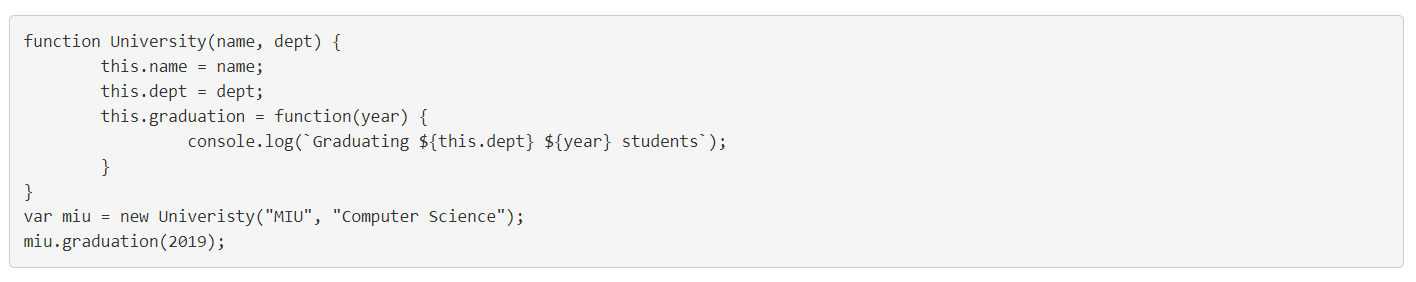 function University(name, dept) {
this.name = name;
this.dept = dept;
this.graduation = function(year) {
console.log(`Graduating ${this.dept} ${year} students`);
}
}
var miu = new Univeristy("MIU", "Computer Science");
miu.graduation(2019);